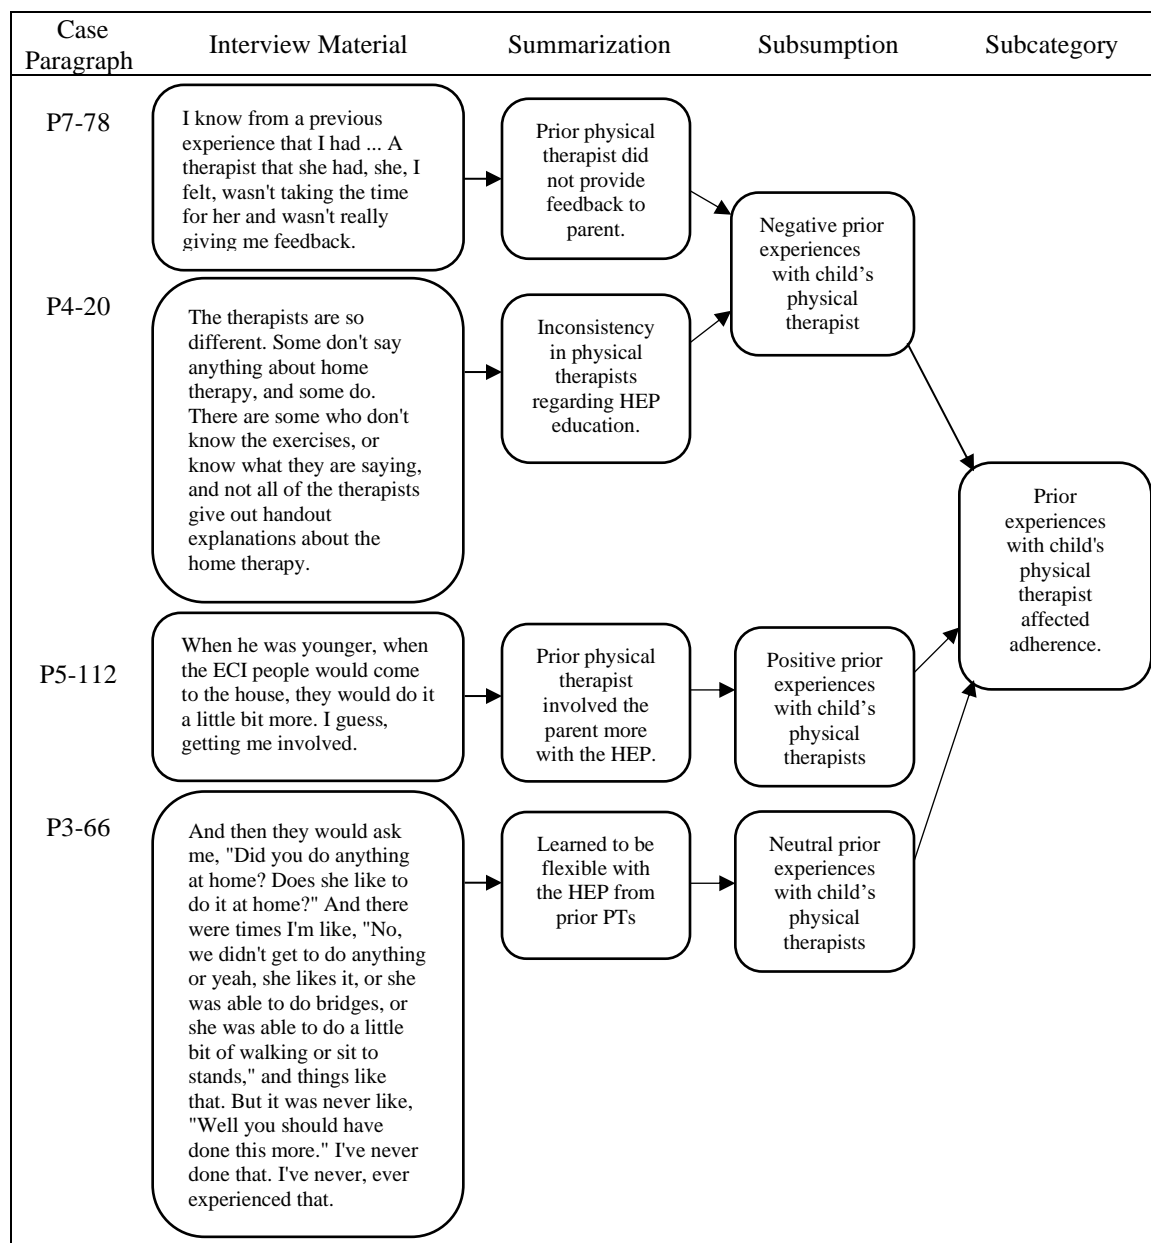 Case
Paragraph
Interview Material
Summarization
Subsumption
Subcategory
P7-78
I know from a previous
experience that I had ... A
therapist that she had, she, I
felt, wasn't taking the time
for her and wasn't really
giving me feedback.
Prior physical
therapist did
not provide
feedback to
parent.
Negative prior
experiences
with child’s
physical
therapist
P4-20
The therapists are so
different. Some don't say
anything about home
therapy, and some do.
There are some who don't
know the exercises, or
know what they are saying,
and not all of the therapists
give out handout
explanations about the
home therapy.
Inconsistency
in physical
therapists
regarding HEP
education.
Prior
experiences
with child's
physical
therapist
affected
adherence.
P5-112
When he was younger, when
the ECI people would come
to the house, they would do it
a little bit more. I guess,
getting me involved.
Prior physical
therapist
involved the
parent more
with the HEP.
Positive prior
experiences
with child’s
physical
therapists
P3-66
And then they would ask
me, "Did you do anything
at home? Does she like to
do it at home?" And there
were times I'm like, "No,
we didn't get to do anything
or yeah, she likes it, or she
was able to do bridges, or
she was able to do a little
bit of walking or sit to
stands," and things like
that. But it was never like,
"Well you should have
done this more." I've never
done that. I've never, ever
experienced that.
Learned to be
flexible with
the HEP from
prior PTs
Neutral prior
experiences
with child’s
physical
therapists